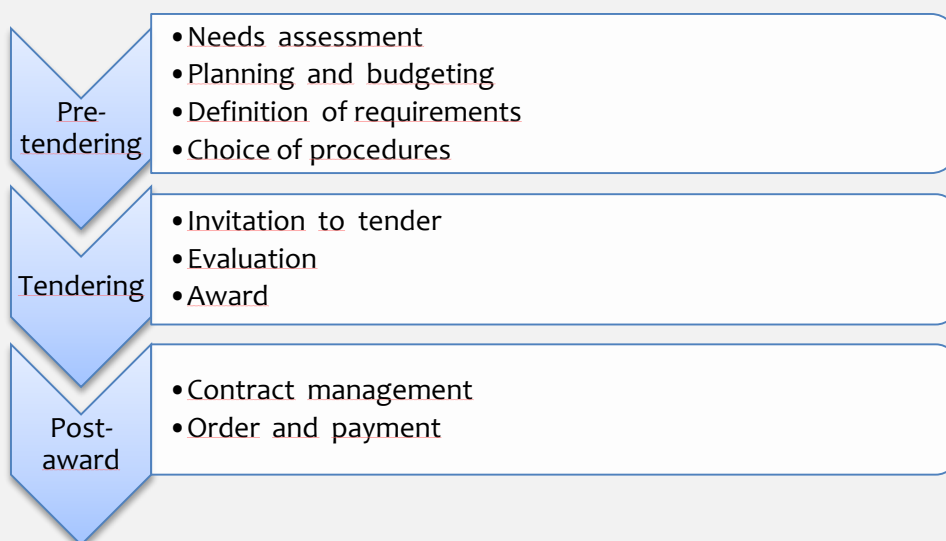 Pre-
tendering
•Needs assessment
•Planning and budgeting
•Definition of requirements
•Choice of procedures
Tendering
•Invitation to tender
•Evaluation
•Award
Post-
award
•Contract management
•Order and payment